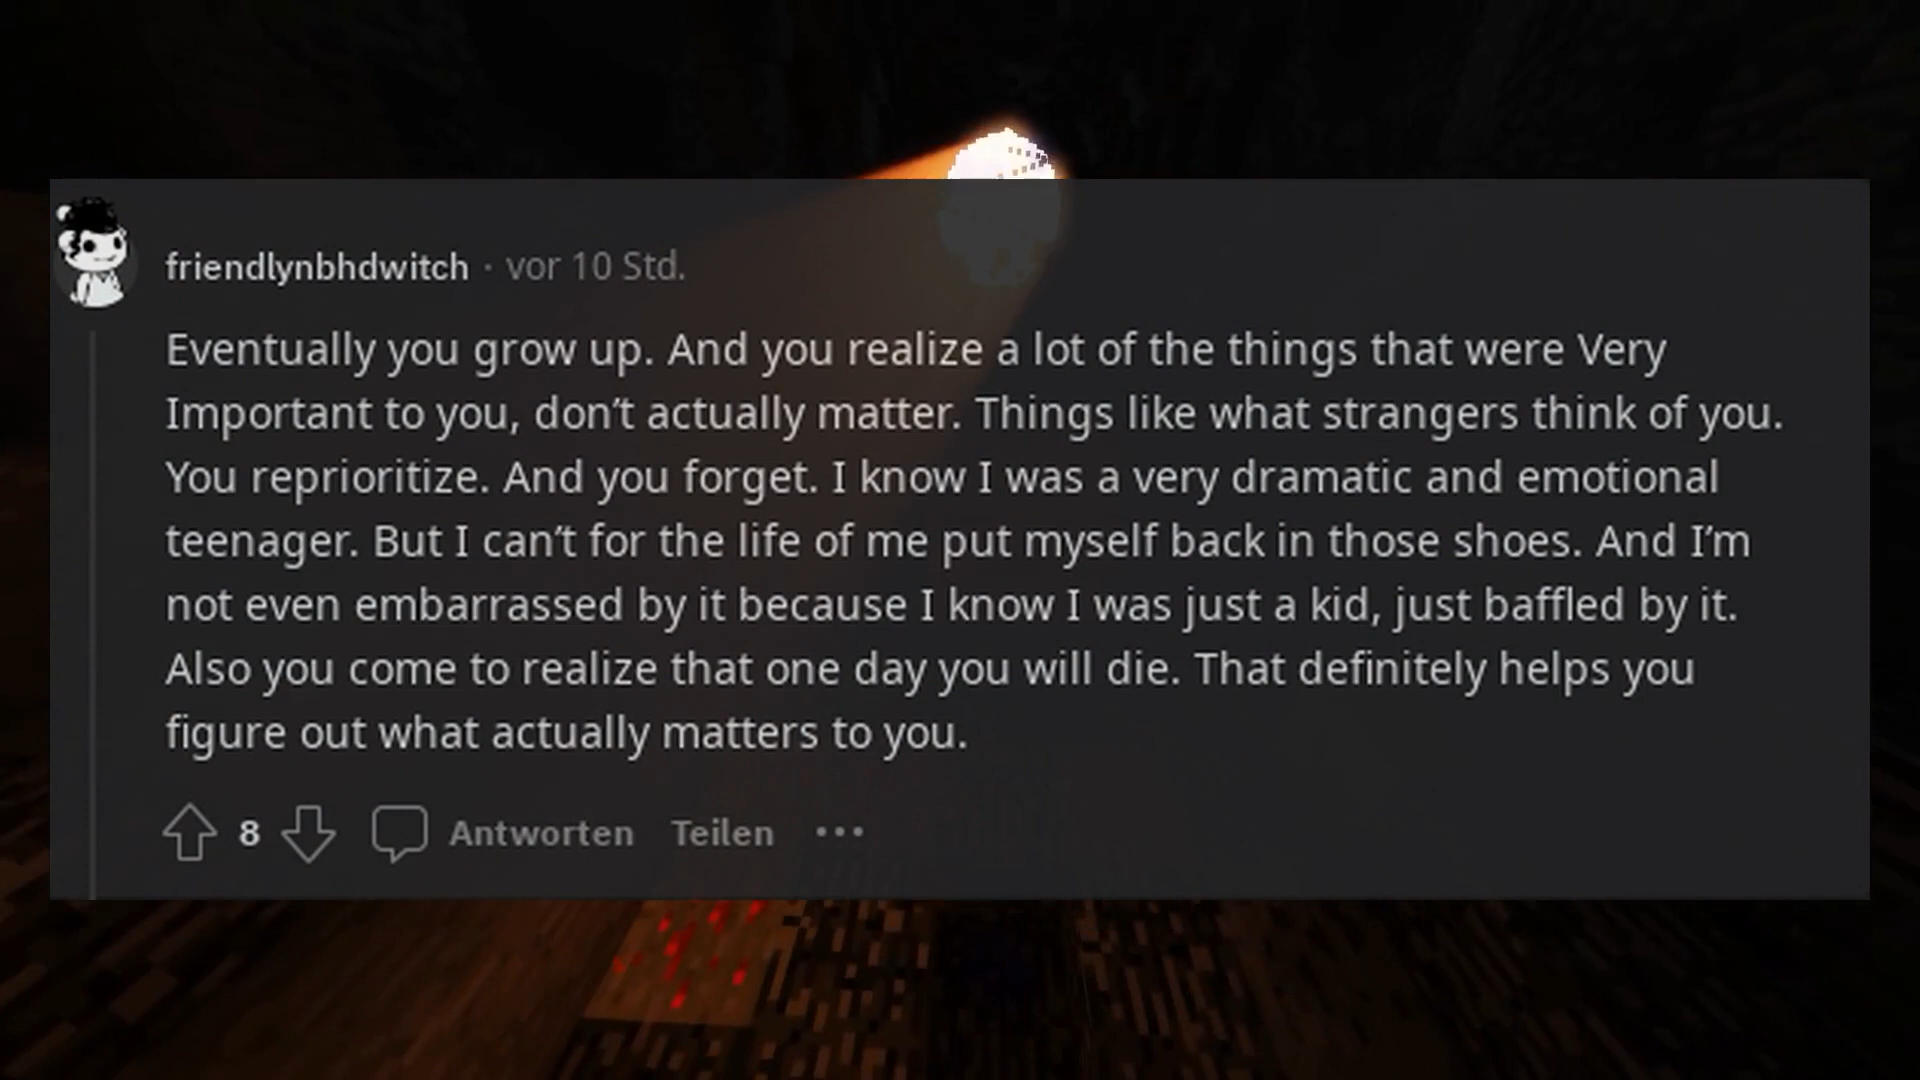 friendlynbhdwitch · vor 10 Std.
Eventually you grow up. And you realize a lot of the things that were Very
Important to you, don’t actually matter. Things like what strangers think of you.
You reprioritize. And you forget. I know I was a very dramatic and emotional
teenager. But I can’t for the life of me put myself back in those shoes. And I’m
not even embarrassed by it because I know I was just a kid, just baffled by it.
Also you come to realize that one day you will die. That definitely helps you
figure out what actually matters to you.
8 Antworten Teilen •••